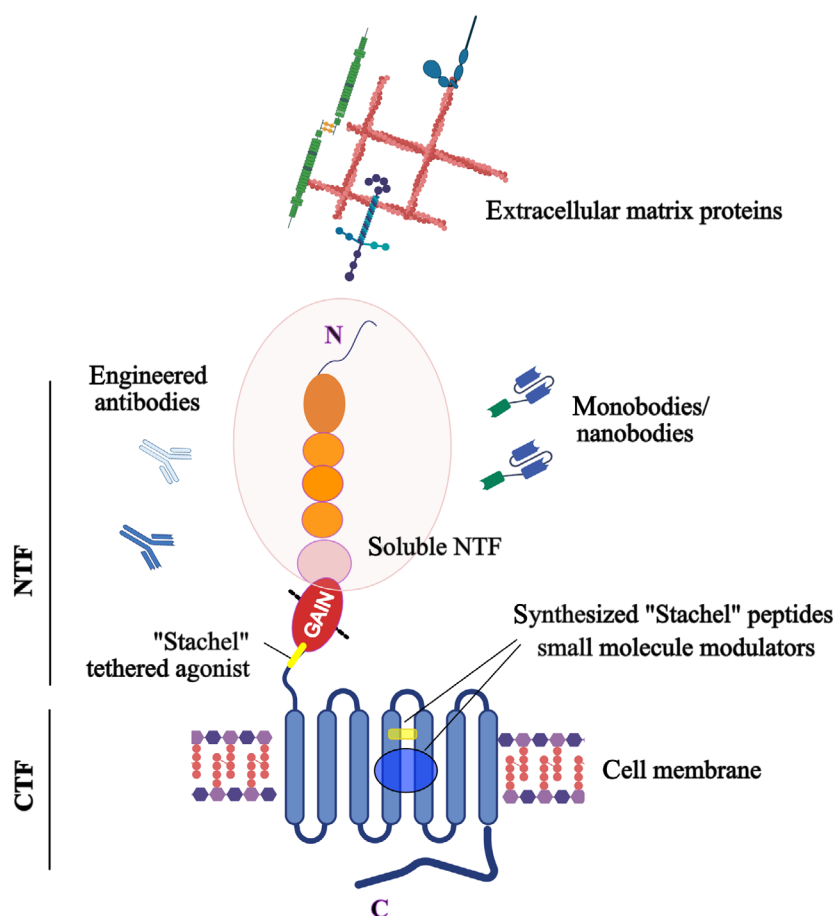 Extracellular matrix proteins
N
Engineered
antibodies
Monobodies/
nanobodies
Soluble NTF
NTF
GAIN
"Stachel"
tethered agonist
Synthesized "Stachel" peptides
small molecule modulators
CTF
Cell membrane
C